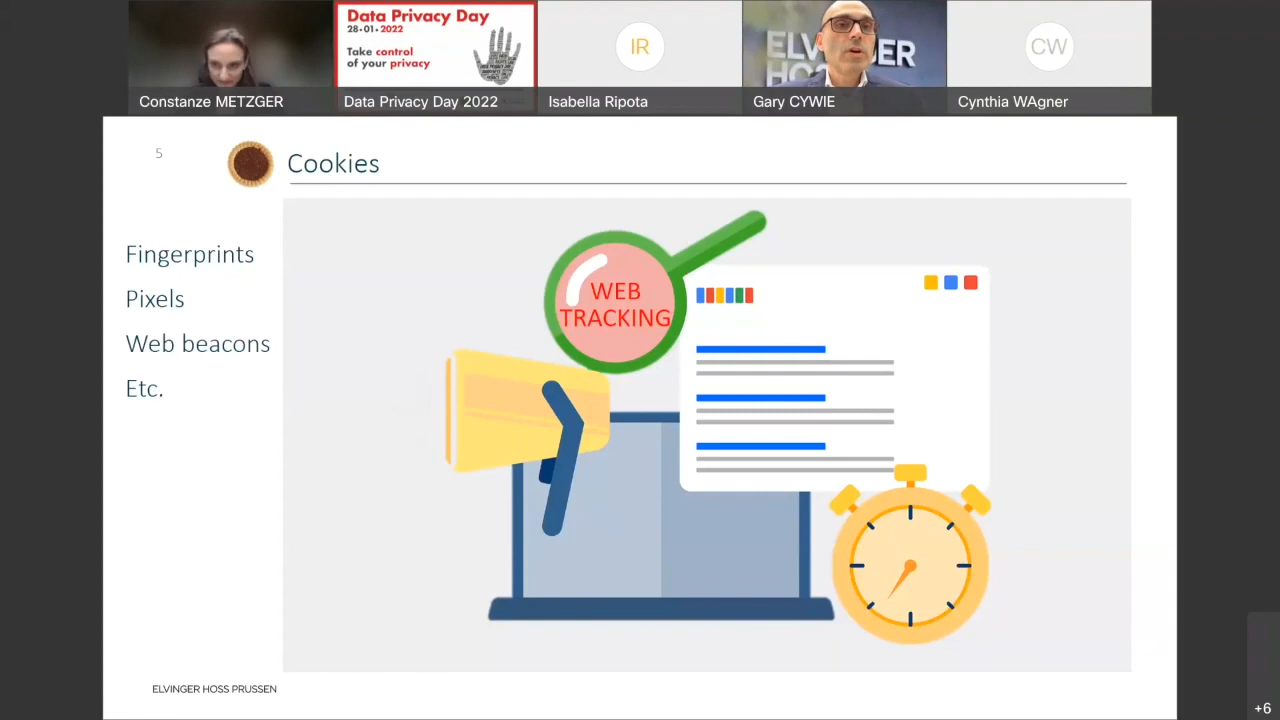 Data Privacy Day
28•01•2022
Take control
of your privacy
IR
ELVINGER
HOSS
CW
Constanze METZGER
Data Privacy Day 2022
Isabella Ripota
Gary CYWIE
Cynthia WAgner
5
Cookies
Fingerprints
Pixels
Web beacons
Etc.
WEB
TRACKING
ELVINGER HOSS PRUSSEN
+6